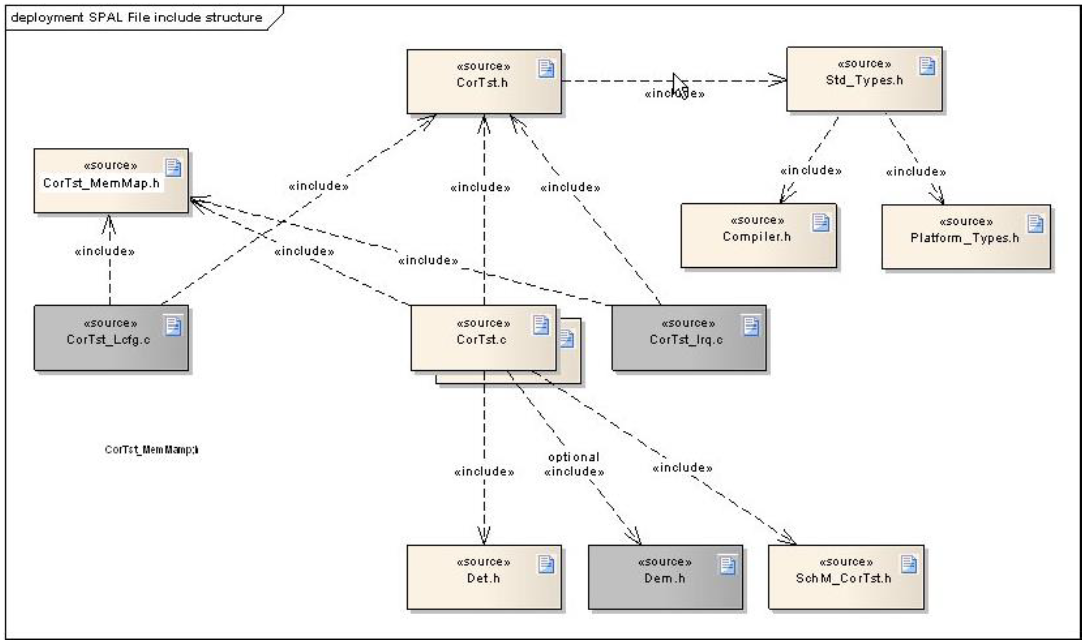 deployment SPAL File include structure
«source»
CorTst.h
«include»
«source»
Std_Types.h
«source»
CorTst_MemMap.h
«include»
«include»
«include»
«include»
«include»
«source»
Compiler.h
«source»
Platform_Types.h
«include»
«include»
«include»
«source»
CorTst_Lcfg.c
«source»
CorTst.c
«source»
CorTst_Irq.c
CorTst_MemMamp;h
optional
«include»
«include»
«include»
«source»
Det.h
«source»
Dem.h
«source»
SchM_CorTst.h